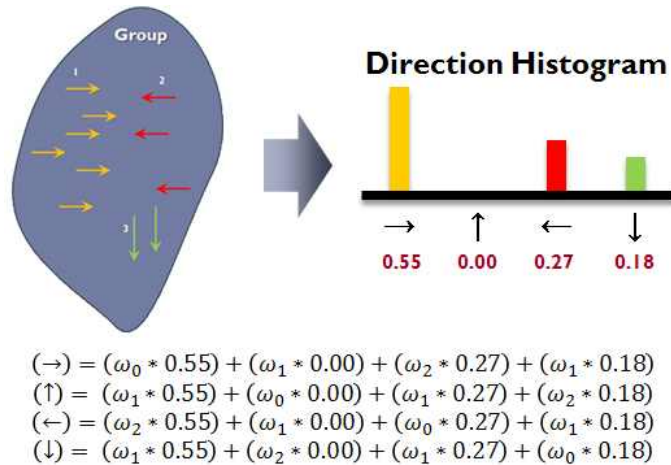 Group
1
2
3
Direction Histogram
→ ↑ ← ↓
0.55 0.00 0.27 0.18
(→) = (ω₀ * 0.55) + (ω₁ * 0.00) + (ω₂ * 0.27) + (ω₁ * 0.18)
(↑) = (ω₁ * 0.55) + (ω₀ * 0.00) + (ω₁ * 0.27) + (ω₂ * 0.18)
(←) = (ω₂ * 0.55) + (ω₁ * 0.00) + (ω₀ * 0.27) + (ω₁ * 0.18)
(↓) = (ω₁ * 0.55) + (ω₂ * 0.00) + (ω₁ * 0.27) + (ω₀ * 0.18)